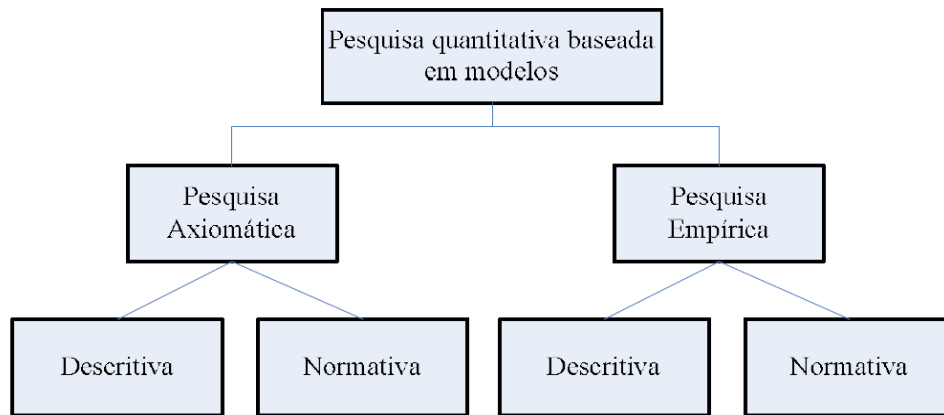 Pesquisa quantitativa baseada
em modelos
Pesquisa
Axiomática
Pesquisa
Empírica
Descritiva
Normativa
Descritiva
Normativa